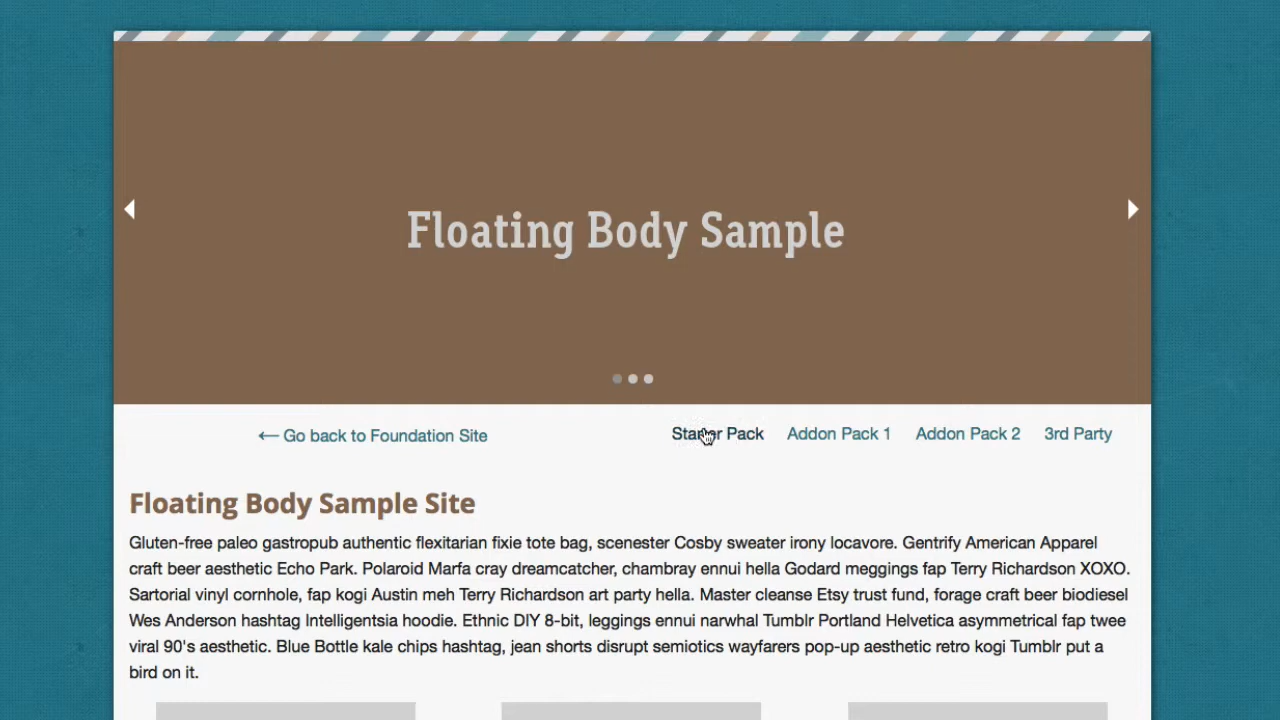 Floating Body Sample
← Go back to Foundation Site Starter Pack Addon Pack 1 Addon Pack 2 3rd Party
Floating Body Sample Site
Gluten-free paleo gastropub authentic flexitarian fixie tote bag, scenester Cosby sweater irony locavore. Gentrify American Apparel
craft beer aesthetic Echo Park. Polaroid Marfa cray dreamcatcher, chambray ennui hella Godard meggings fap Terry Richardson XOXO.
Sartorial vinyl cornhole, fap kogi Austin meh Terry Richardson art party hella. Master cleanse Etsy trust fund, forage craft beer biodiesel
Wes Anderson hashtag Intelligentsia hoodie. Ethnic DIY 8-bit, leggings ennui narwhal Tumblr Portland Helvetica asymmetrical fap twee
viral 90's aesthetic. Blue Bottle kale chips hashtag, jean shorts disrupt semiotics wayfarers pop-up aesthetic retro kogi Tumblr put a
bird on it.